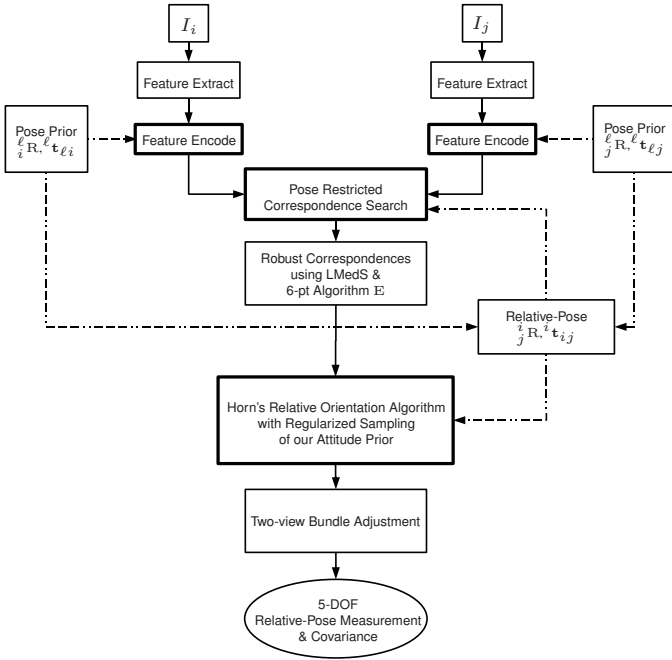 I_i
I_j
Feature Extract
Feature Extract
Pose Prior
^ℓ_i R, ^ℓ t_ℓi
Feature Encode
Feature Encode
Pose Prior
^ℓ_j R, ^ℓ t_ℓj
Pose Restricted
Correspondence Search
Robust Correspondences
using LMedS &
6-pt Algorithm E
Relative-Pose
^i_j R, ^i t_ij
Horn's Relative Orientation Algorithm
with Regularized Sampling
of our Attitude Prior
Two-view Bundle Adjustment
5-DOF
Relative-Pose Measurement
& Covariance